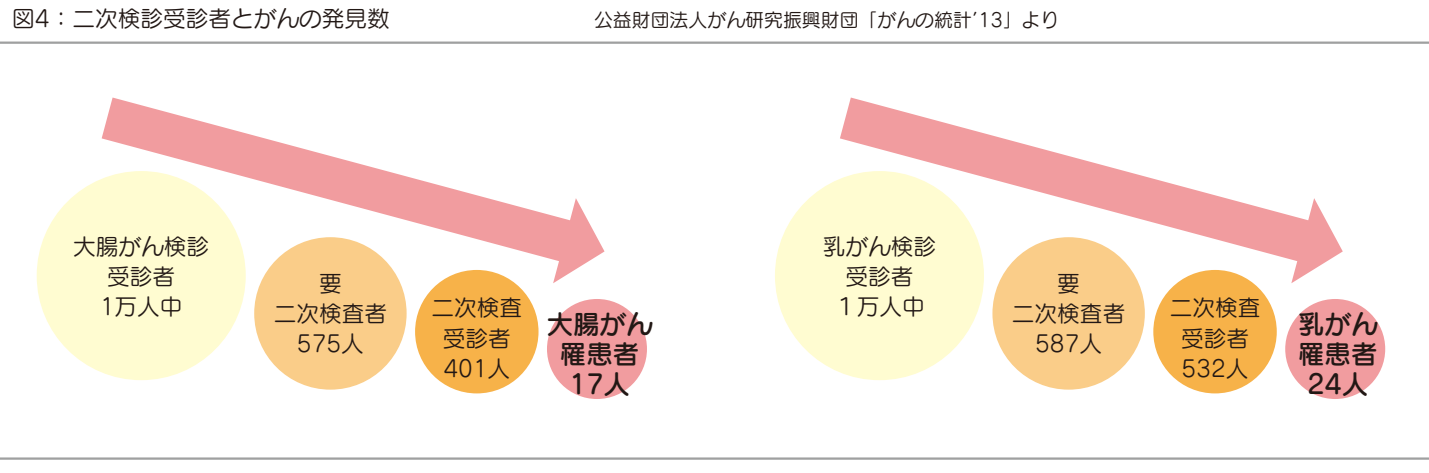 図4：二次検診受診者とがんの発見数
公益財団法人がん研究振興財団「がんの統計’13」より
大腸がん検診
受診者
1万人中
要
二次検査者
575人
二次検査
受診者
401人
大腸がん
罹患者
17人
乳がん検診
受診者
１万人中
要
二次検査者
587人
二次検査
受診者
532人
乳がん
罹患者
24人